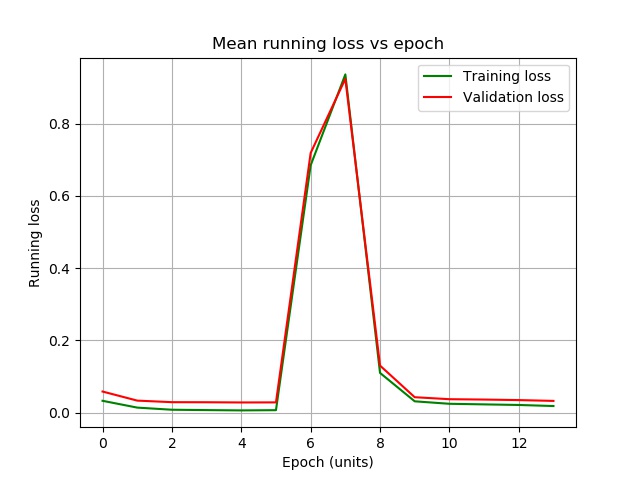 Mean running loss vs epoch
Training loss
Validation loss
0.8
0.6
0.4
0.2
0.0
Running loss
0 2 4 6 8 10 12
Epoch (units)